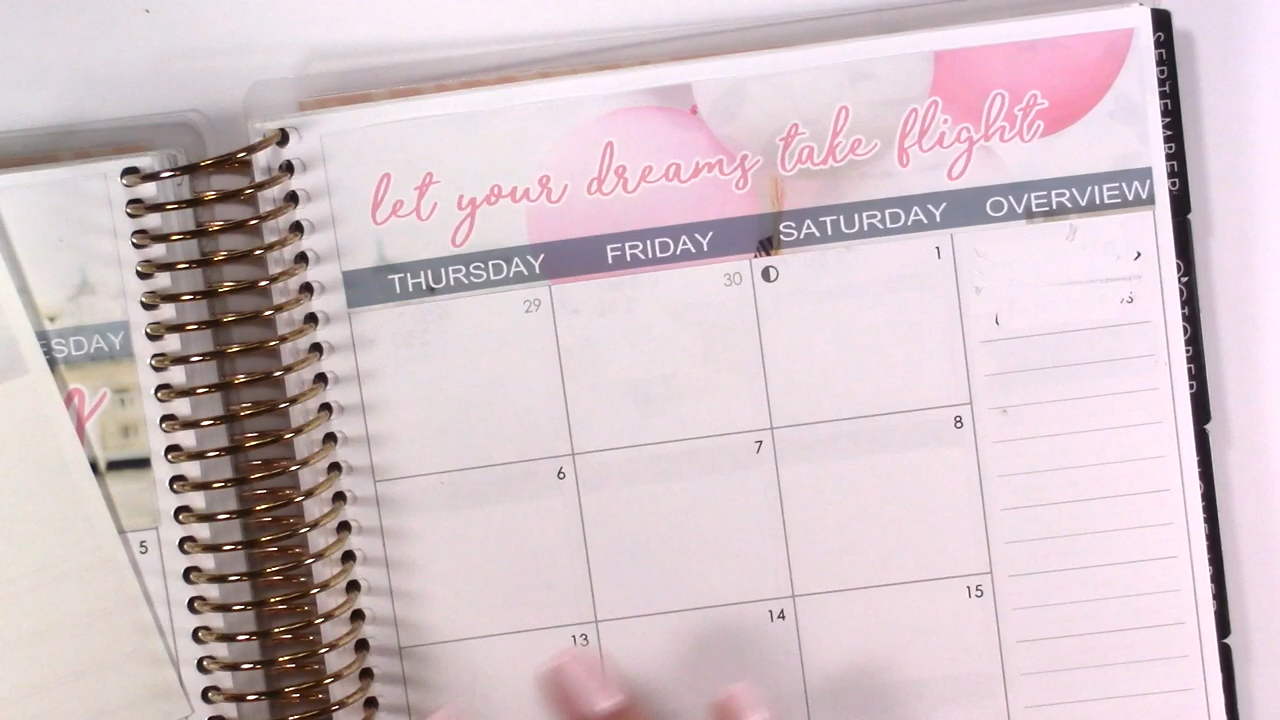 let your dreams take flight
ESDAY THURSDAY FRIDAY SATURDAY OVERVIEW
29 30 1
5 6 7 8
13 14 15
SEPTEMBER
OCTOBER